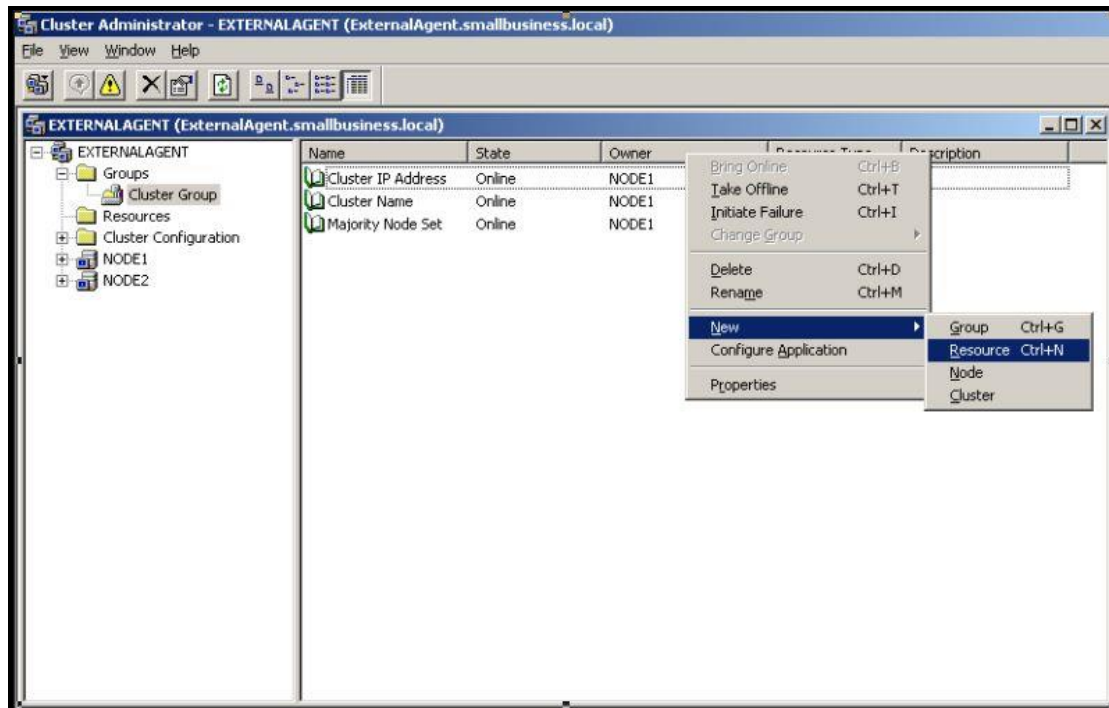 Cluster Administrator - EXTERNALAGENT (ExternalAgent.smallbusiness.local)
File View Window Help
EXTERNALAGENT (ExternalAgent.smallbusiness.local)
EXTERNALAGENT
Groups
Cluster Group
Resources
Cluster Configuration
NODE1
NODE2
Name State Owner Description
Cluster IP Address Online NODE1
Cluster Name Online NODE1
Majority Node Set Online NODE1
Bring Online Ctrl+B
Take Offline Ctrl+T
Initiate Failure Ctrl+I
Change Group
Delete Ctrl+D
Rename Ctrl+M
New
Configure Application
Properties
Group Ctrl+G
Resource Ctrl+N
Node
Cluster